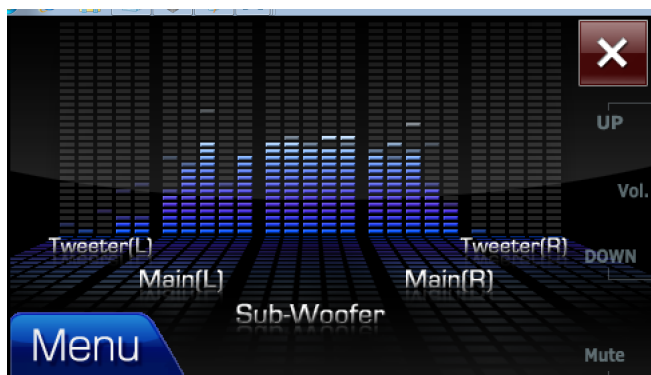 UP
Vol.
Tweeter(L)
Tweeter(R)
DOWN
Main(L)
Main(R)
Sub-Woofer
Menu
Mute